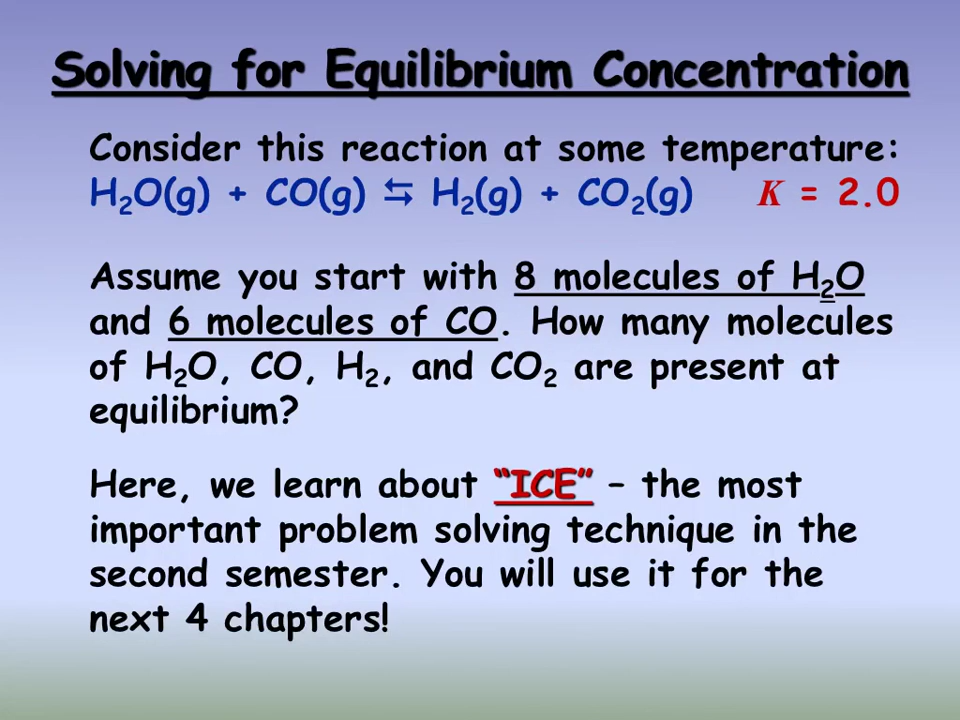 Solving for Equilibrium Concentration
Consider this reaction at some temperature:
H₂O(g) + CO(g) ⇆ H₂(g) + CO₂(g) K = 2.0
Assume you start with 8 molecules of H₂O
and 6 molecules of CO. How many molecules
of H₂O, CO, H₂, and CO₂ are present at
equilibrium?
Here, we learn about “ICE” – the most
important problem solving technique in the
second semester. You will use it for the
next 4 chapters!